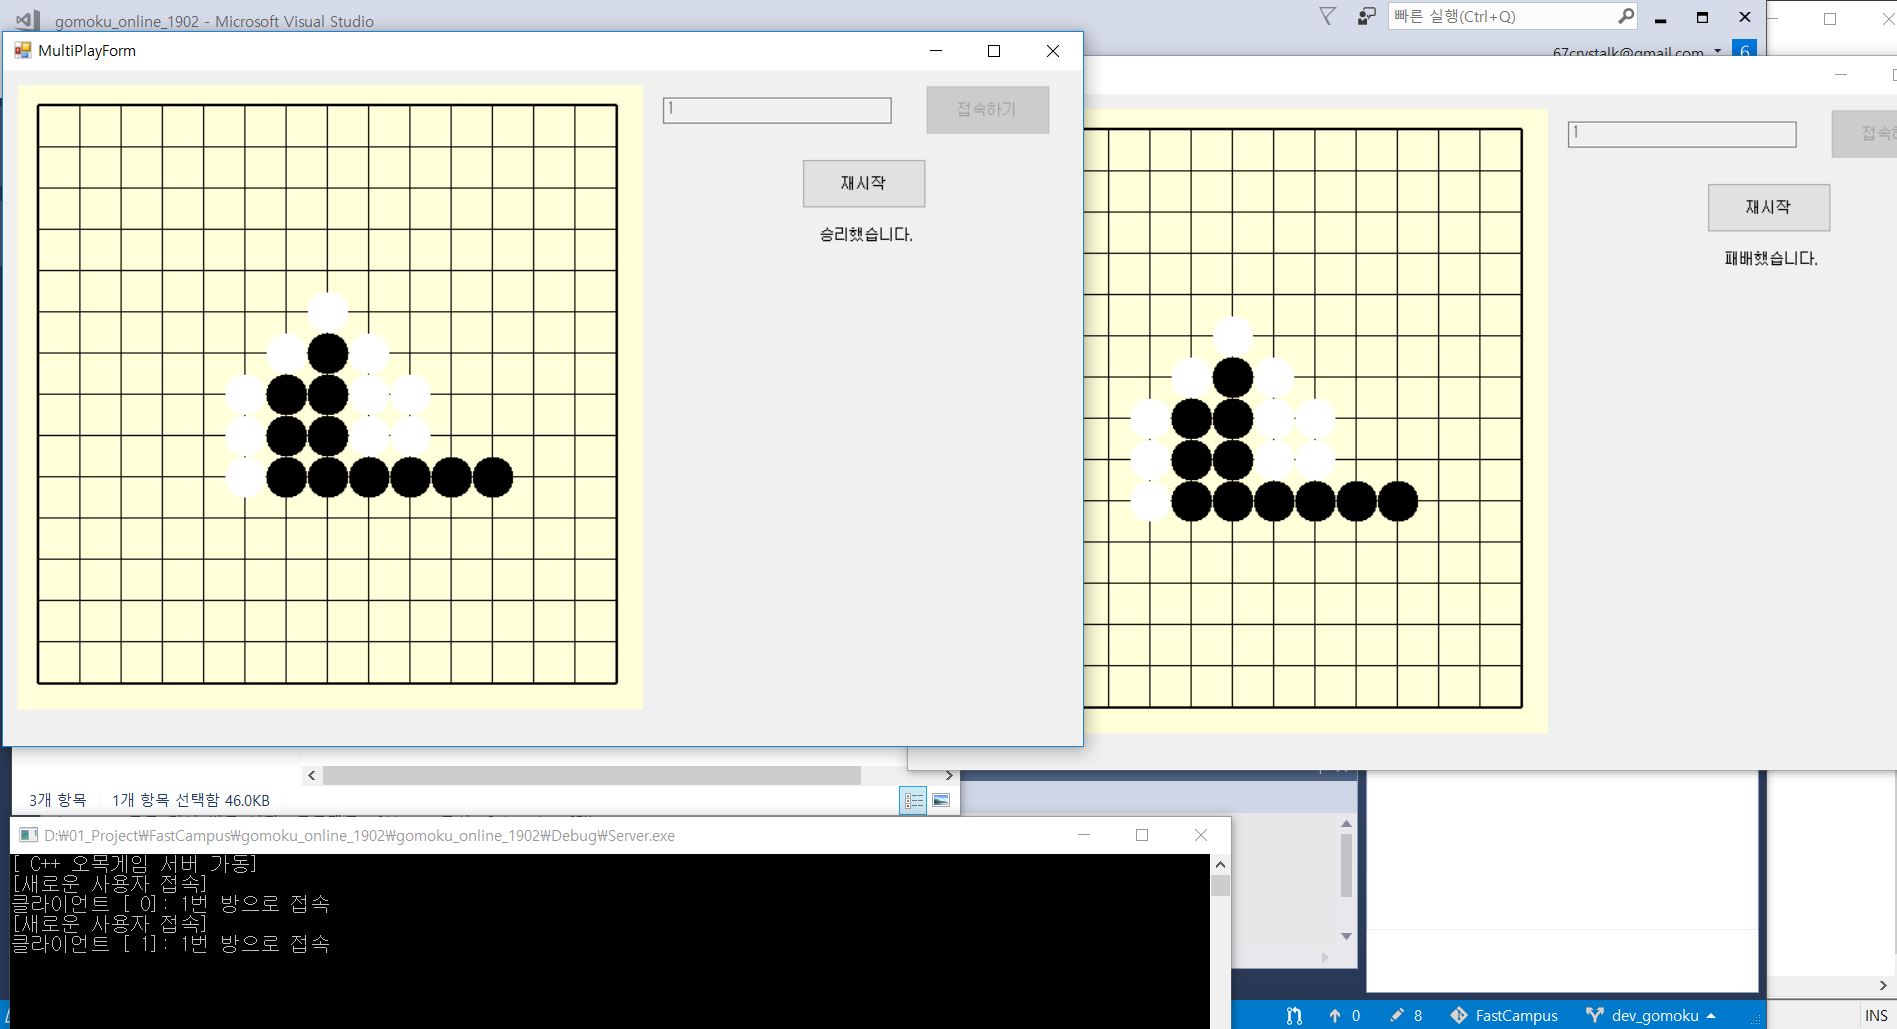 gomoku_online_1902 - Microsoft Visual Studio
빠른 실행(Ctrl+Q)
67crystalk@gmail.com
6
MultiPlayForm
1
접속하기
재시작
승리했습니다.
1
재시작
패배했습니다.
3개 항목
1개 항목 선택함 46.0KB
D:₩01_Project₩FastCampus₩gomoku_online_1902₩gomoku_online_1902₩Debug₩Server.exe
[ C++ 오목게임 서버 가동]
[새로운 사용자 접속]
클라이언트 [ 0]: 1번 방으로 접속
[새로운 사용자 접속]
클라이언트 [ 1]: 1번 방으로 접속
0
8
FastCampus
dev_gomoku
INS